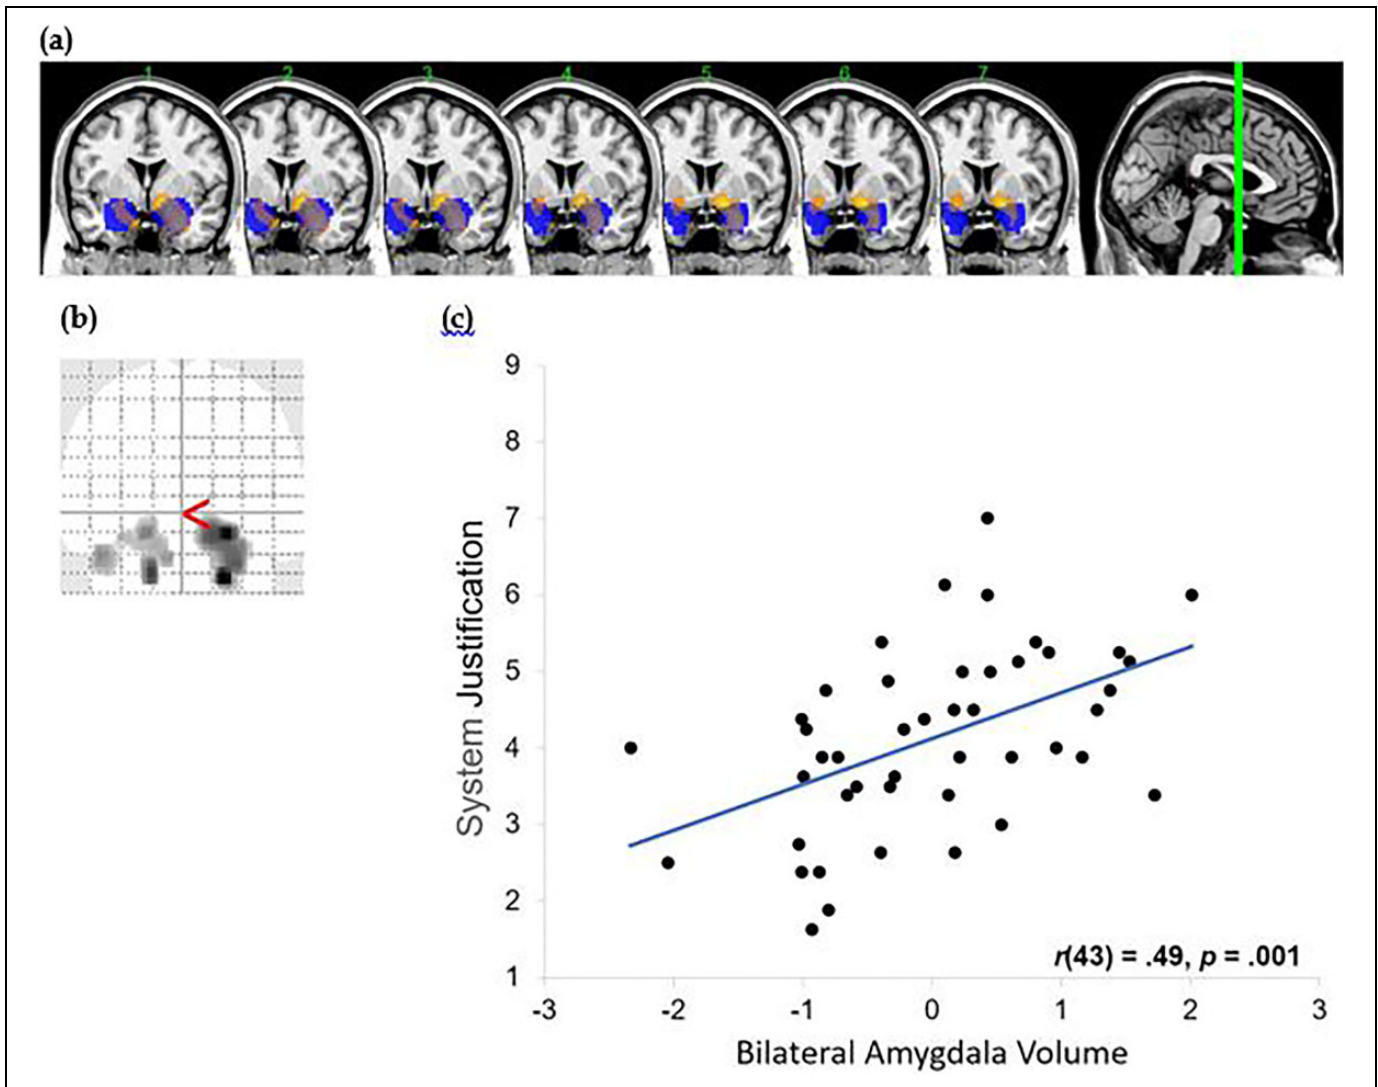 (a)
1 2 3 4 5 6 7
(b)
(c)
9
8
7
6
5
4
3
2
1
System Justification
r(43) = .49, p = .001
-3 -2 -1 0 1 2 3
Bilateral Amygdala Volume